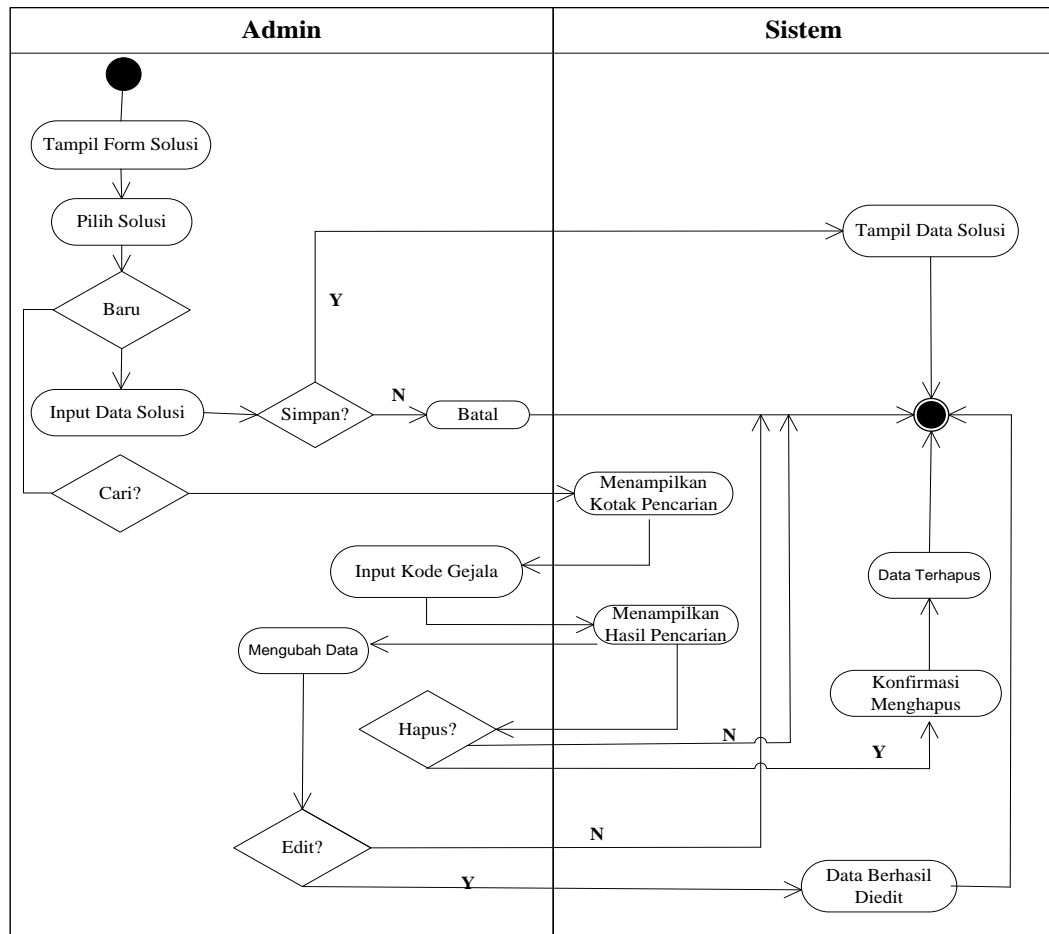 Admin
Sistem
Tampil Form Solusi
Pilih Solusi
Tampil Data Solusi
Baru
Y
Input Data Solusi
Simpan?
N
Batal
Cari?
Menampilkan
Kotak Pencarian
Input Kode Gejala
Data Terhapus
Menampilkan
Hasil Pencarian
Mengubah Data
Konfirmasi
Menghapus
Hapus?
N
Y
Edit?
N
Y
Data Berhasil
Diedit